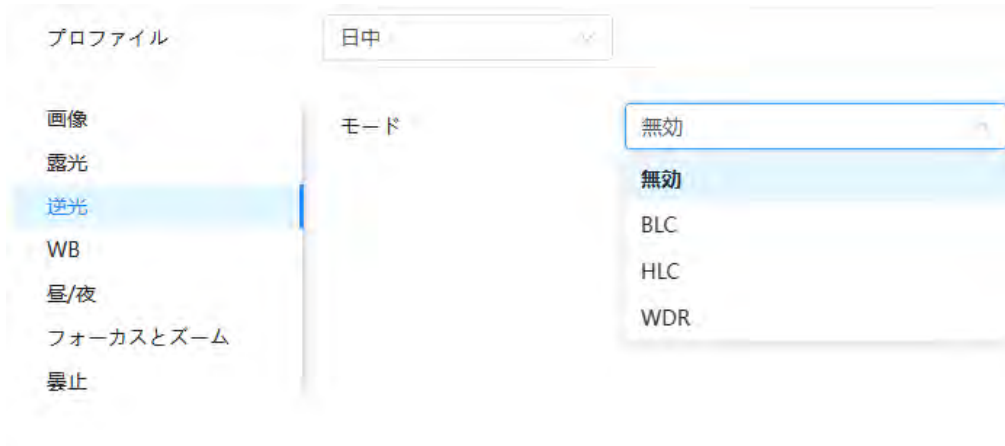 プロファイル
日中
画像
モード
無効
露光
無効
逆光
BLC
WB
HLC
昼/夜
WDR
フォーカスとズーム
曇止